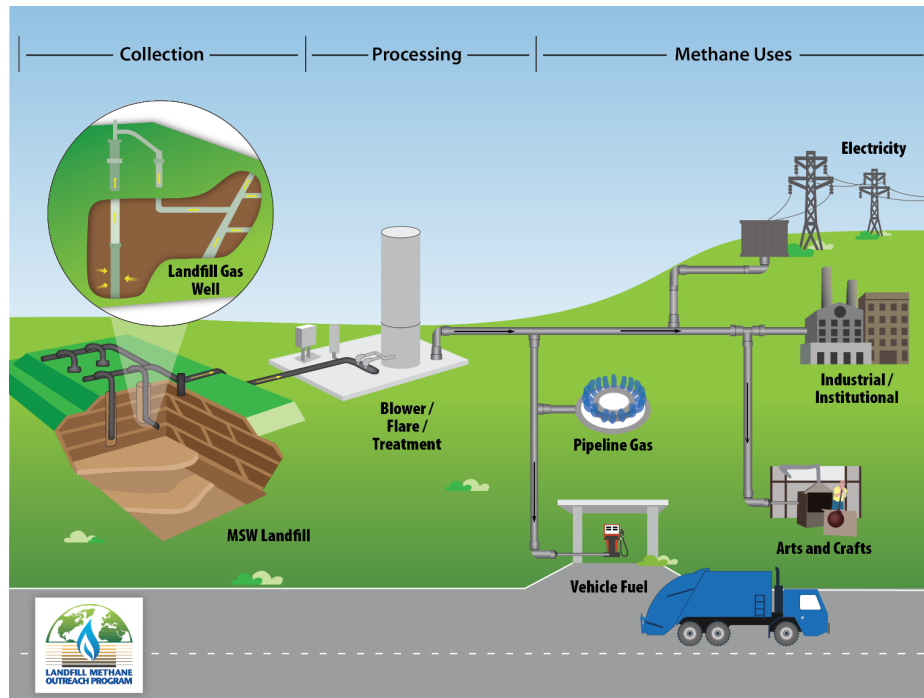 Collection
Processing
Methane Uses
Electricity
Landfill Gas
Well
Industrial /
Institutional
Blower /
Flare /
Treatment
Pipeline Gas
MSW Landfill
Arts and Crafts
Vehicle Fuel
LANDFILL METHANE
OUTREACH PROGRAM